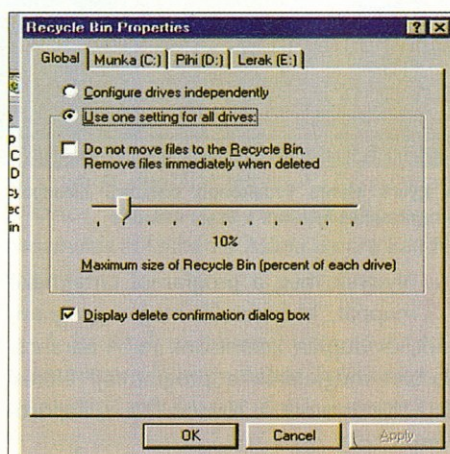 Recycle Bin Properties
Global
Munka (C:)
Pihi (D:)
Lerak (E:)
Configure drives independently
Use one setting for all drives:
Do not move files to the Recycle Bin.
Remove files immediately when deleted
10%
Maximum size of Recycle Bin (percent of each drive)
Display delete confirmation dialog box
OK
Cancel
Apply